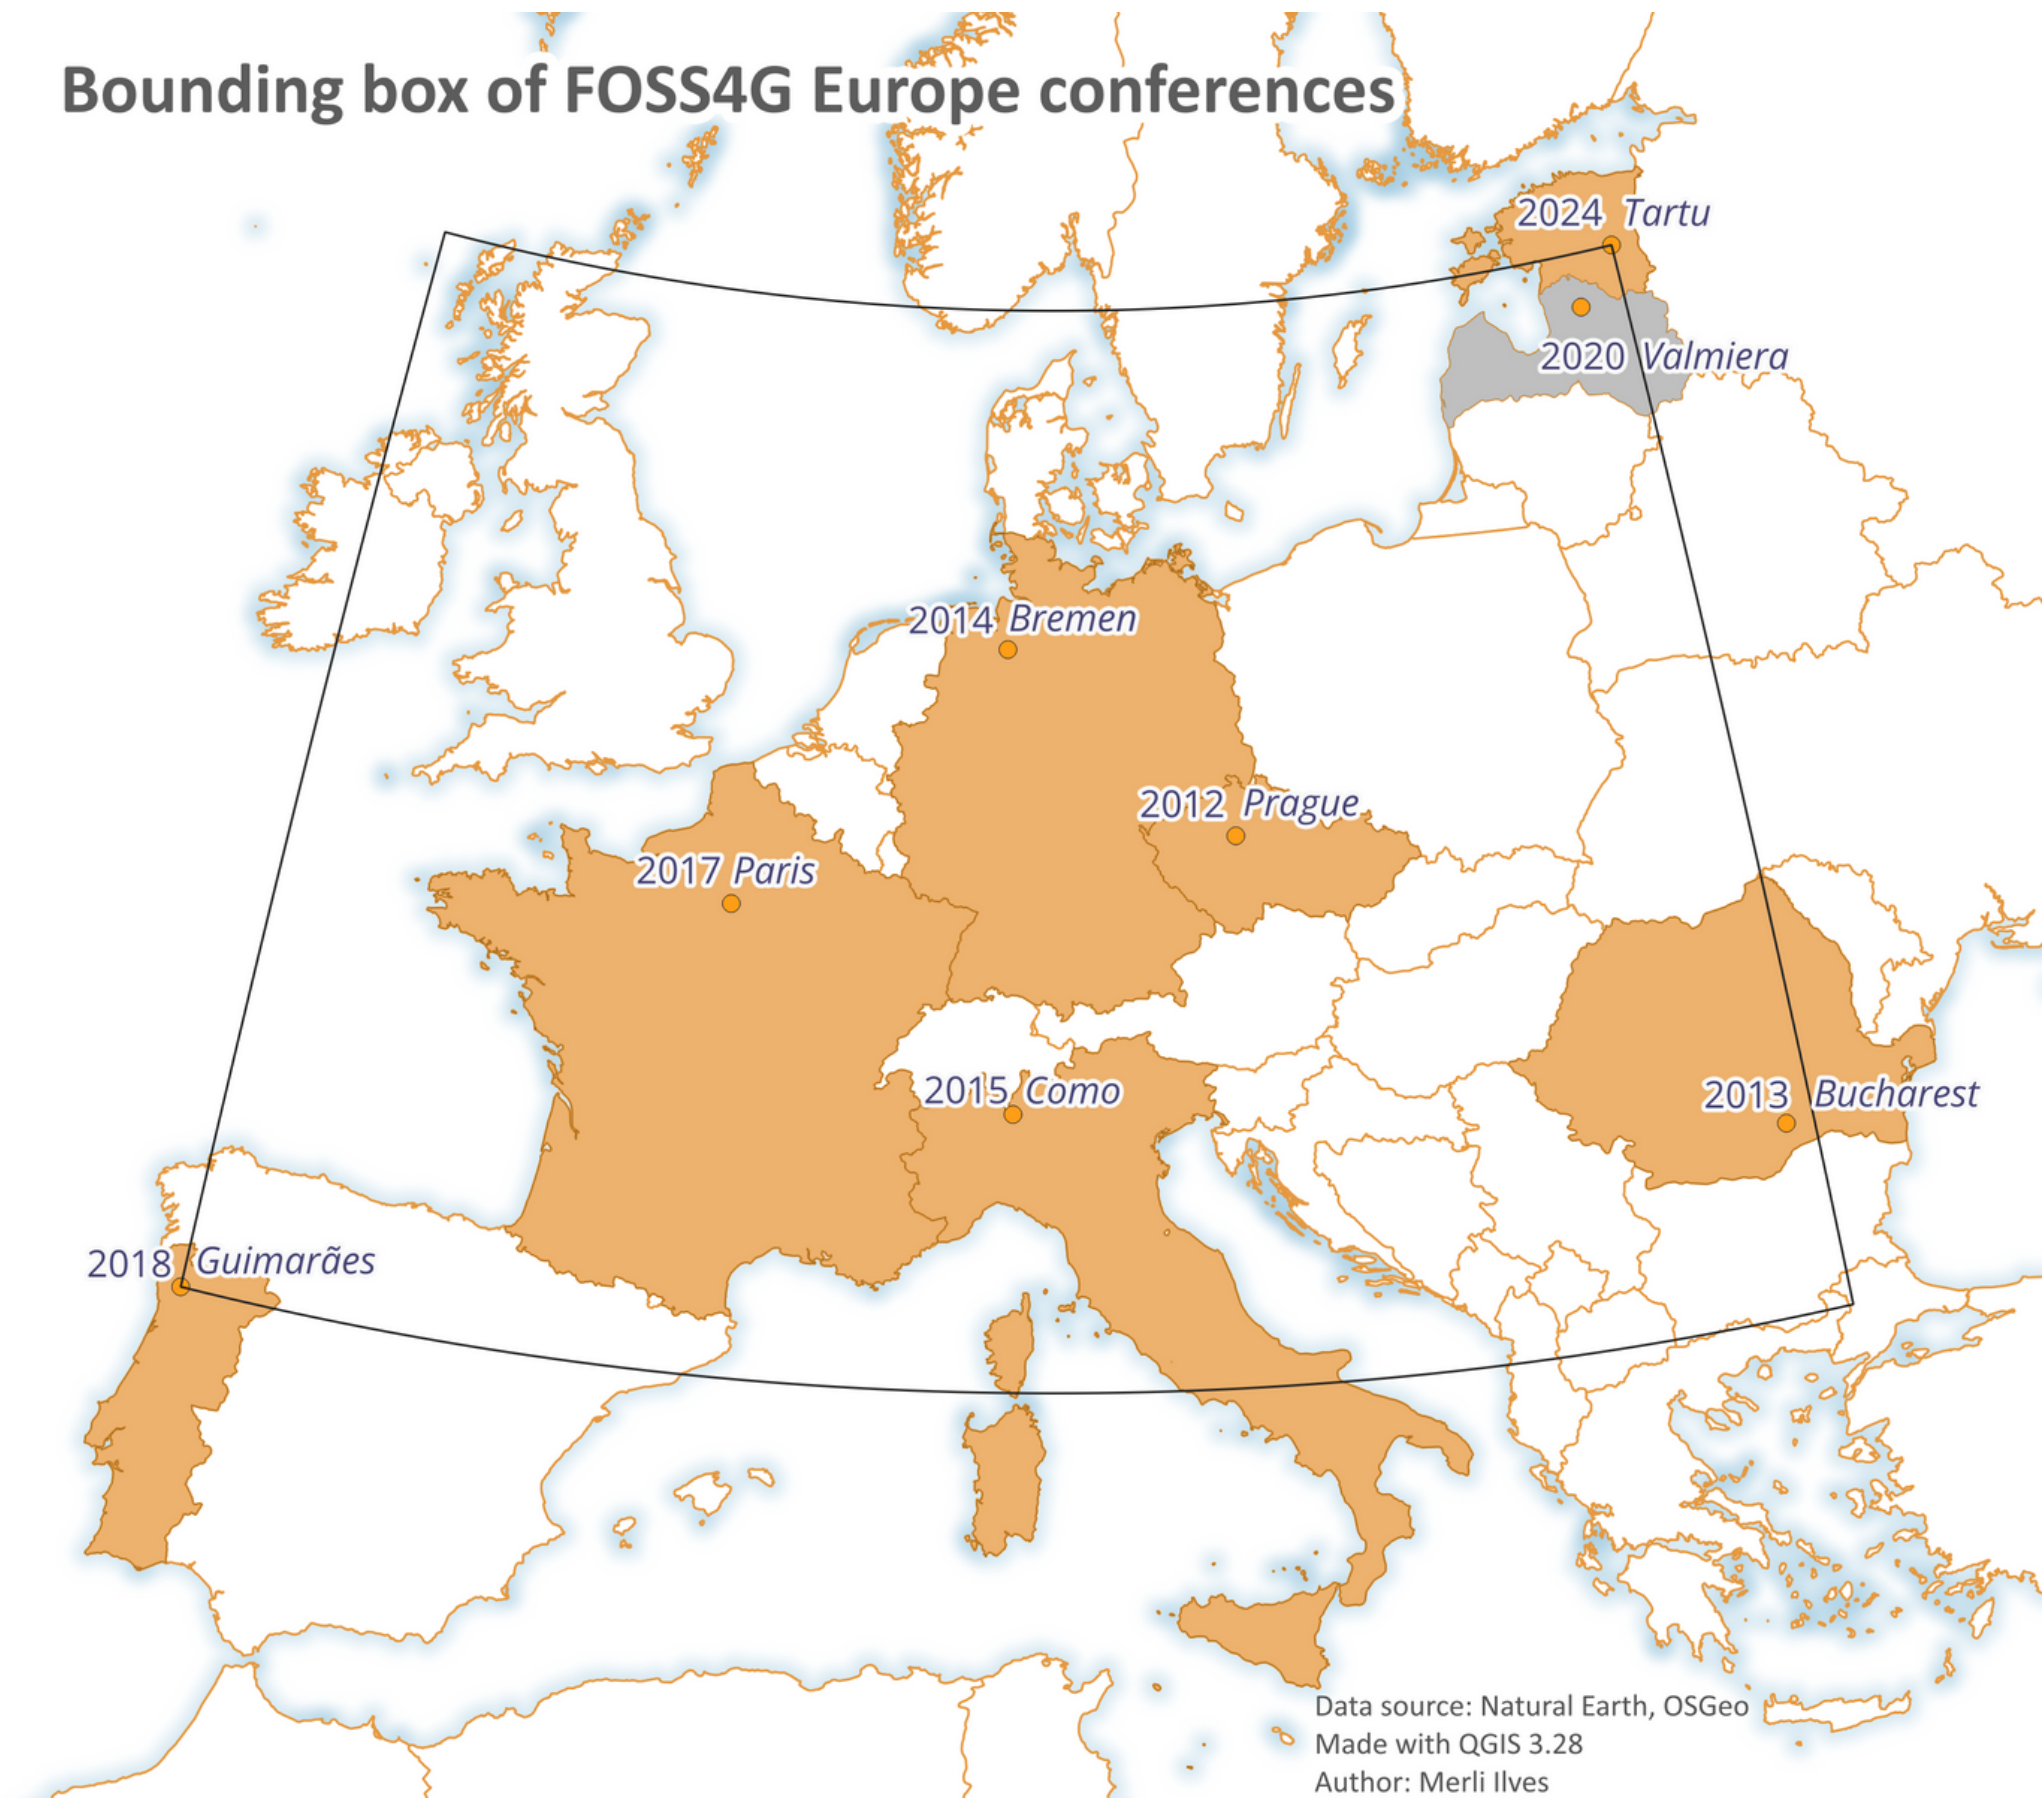 Bounding box of FOSS4G Europe conferences
2024 Tartu
2020 Valmiera
2014 Bremen
2012 Prague
2017 Paris
2015 Como
2013 Bucharest
2018 Guimarães
Data source: Natural Earth, OSGeo
Made with QGIS 3.28
Author: Merli Ilves